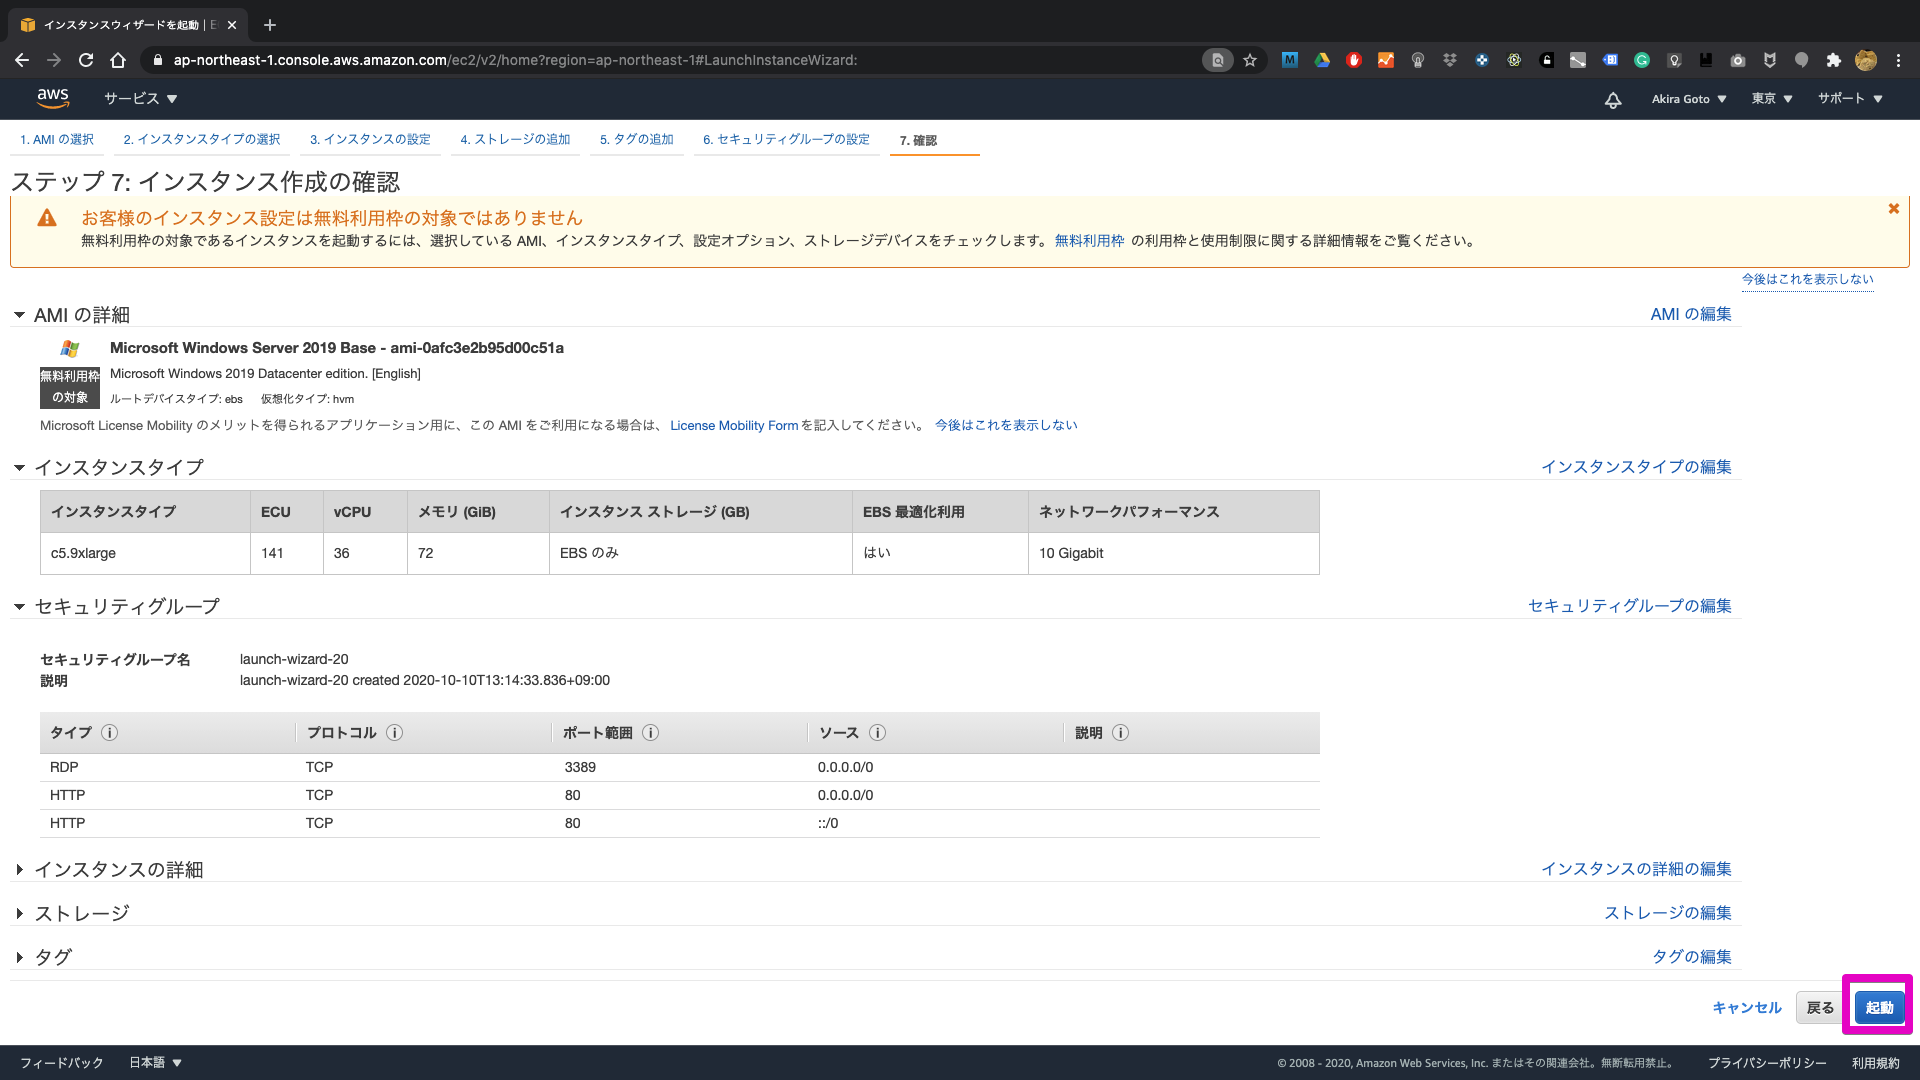 インスタンスウィザードを起動 | E
ap-northeast-1.console.aws.amazon.com/ec2/v2/home?region=ap-northeast-1#LaunchInstanceWizard:
aws サービス Akira Goto 東京 サポート
1. AMI の選択 2. インスタンスタイプの選択 3. インスタンスの設定 4. ストレージの追加 5. タグの追加 6. セキュリティグループの設定 7. 確認
ステップ 7: インスタンス作成の確認
お客様のインスタンス設定は無料利用枠の対象ではありません
無料利用枠の対象であるインスタンスを起動するには、選択している AMI、インスタンスタイプ、設定オプション、ストレージデバイスをチェックします。 無料利用枠 の利用枠と使用制限に関する詳細情報をご覧ください。
今後はこれを表示しない
AMI の詳細 AMI の編集
Microsoft Windows Server 2019 Base - ami-0afc3e2b95d00c51a
無料利用枠の対象
Microsoft Windows 2019 Datacenter edition. [English]
ルートデバイスタイプ: ebs 仮想化タイプ: hvm
Microsoft License Mobility のメリットを得られるアプリケーション用に、この AMI をご利用になる場合は、 License Mobility Form を記入してください。 今後はこれを表示しない
インスタンスタイプ インスタンスタイプの編集
インスタンスタイプ ECU vCPU メモリ (GiB) インスタンス ストレージ (GB) EBS 最適化利用 ネットワークパフォーマンス
c5.9xlarge 141 36 72 EBS のみ はい 10 Gigabit
セキュリティグループ セキュリティグループの編集
セキュリティグループ名 launch-wizard-20
説明 launch-wizard-20 created 2020-10-10T13:14:33.836+09:00
タイプ プロトコル ポート範囲 ソース 説明
RDP TCP 3389 0.0.0.0/0
HTTP TCP 80 0.0.0.0/0
HTTP TCP 80 ::/0
インスタンスの詳細 インスタンスの詳細の編集
ストレージ ストレージの編集
タグ タグの編集
キャンセル 戻る 起動
フィードバック 日本語 © 2008 - 2020, Amazon Web Services, Inc. またはその関連会社。無断転用禁止。 プライバシーポリシー 利用規約